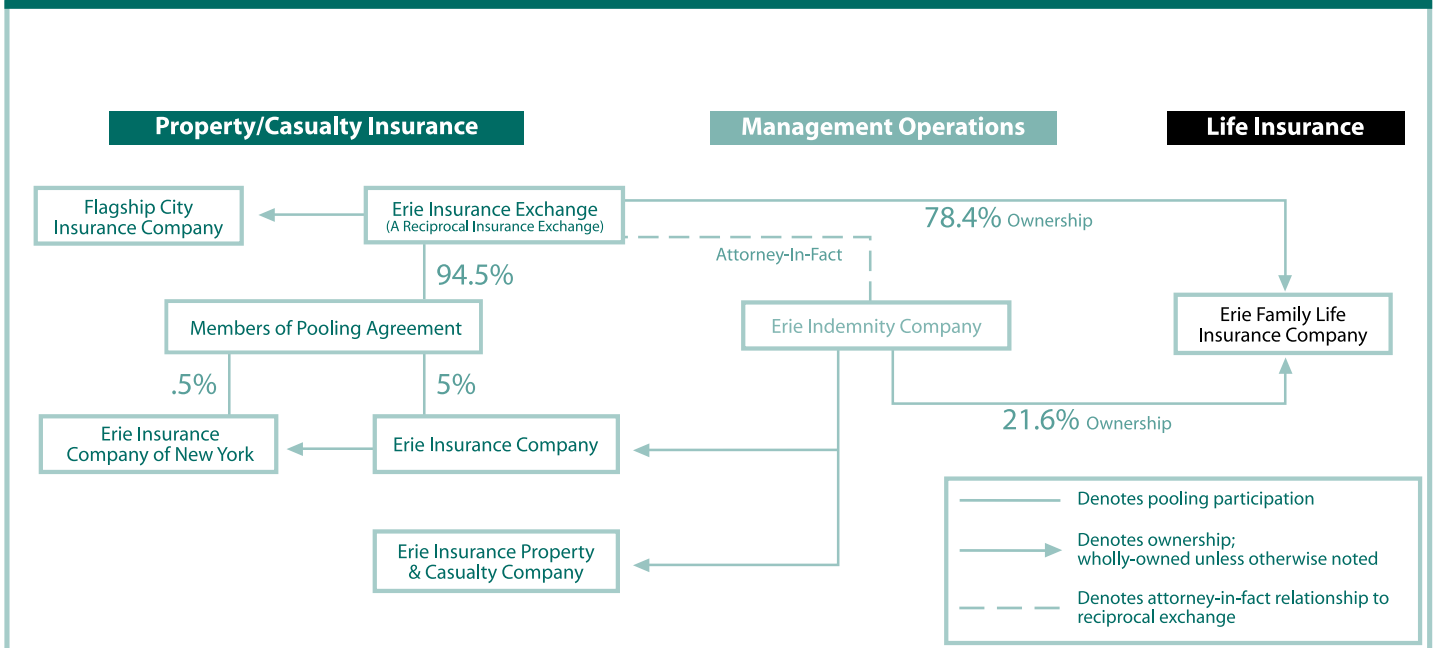 Property/Casualty Insurance
Management Operations
Life Insurance
Flagship City
Insurance Company
Erie Insurance Exchange
(A Reciprocal Insurance Exchange)
78.4% Ownership
Attorney-In-Fact
94.5%
Members of Pooling Agreement
Erie Indemnity Company
Erie Family Life
Insurance Company
.5%
5%
21.6% Ownership
Erie Insurance
Company of New York
Erie Insurance Company
Erie Insurance Property
& Casualty Company
Denotes pooling participation
Denotes ownership;
wholly-owned unless otherwise noted
Denotes attorney-in-fact relationship to
reciprocal exchange